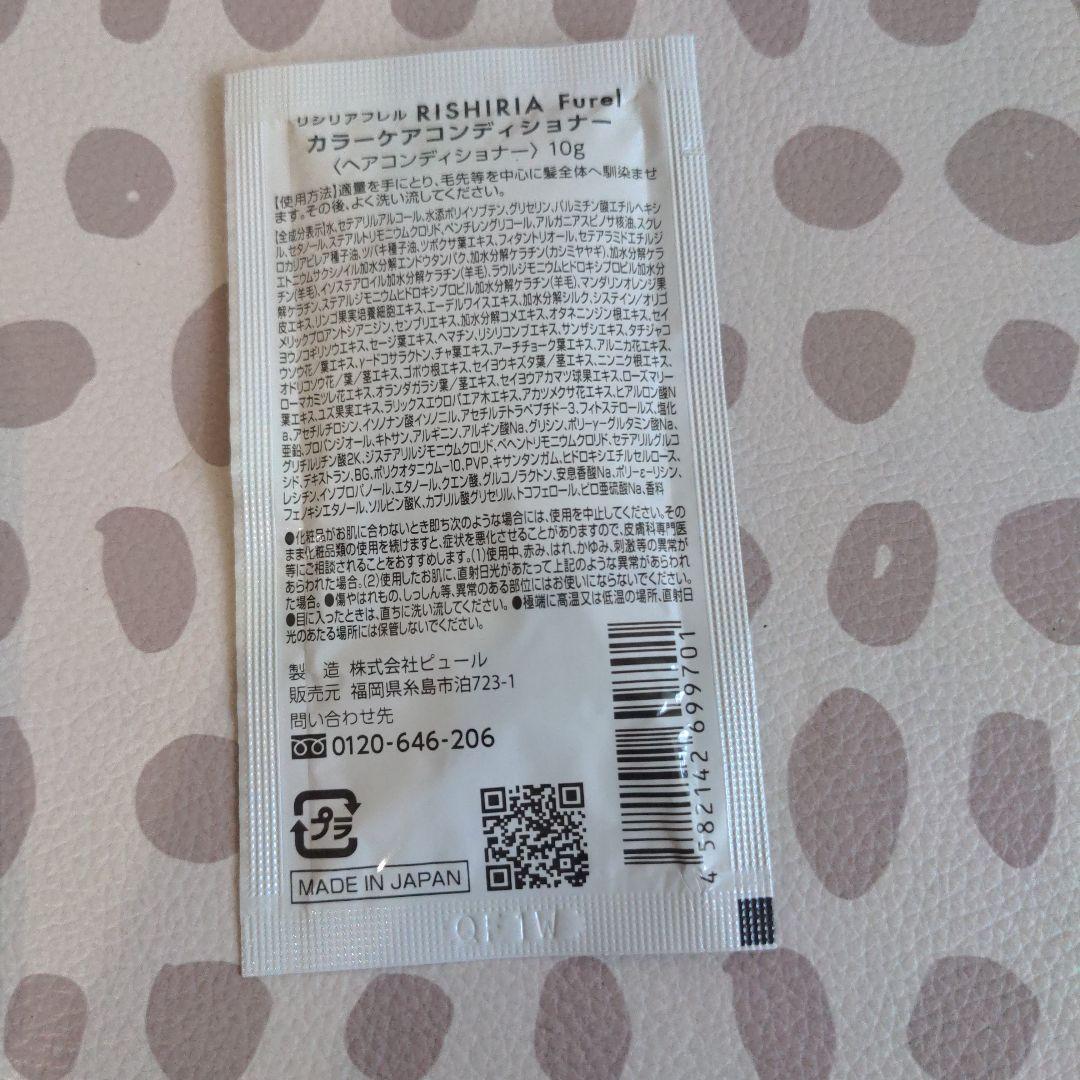 リシリアフレル RISHIRIA Furel
カラーケアコンディショナー
〈ヘアコンディショナー〉 10g
【使用方法】適量を手にとり、毛先等を中心に髪全体へ馴染ませ
ます。その後、よく洗い流してください。
【全成分表示】水、セテアリルアルコール、水添ポリイソブテン、グリセリン、パルミチン酸エチルヘキシ
ル、セタノール、ステアルトリモニウムクロリド、ペンチレングリコール、アルガニアスピノサ核油、スクレ
ロカリアビレア種子油、ツバキ種子油、ツボクサ葉エキス、フィタントリオール、セテアラミドエチルジ
エトニウムサクシノイル加水分解エンドウタンパク、加水分解ケラチン(カシミヤヤギ)、加水分解ケラ
チン(羊毛)、イソステアロイル加水分解ケラチン(羊毛)、ラウルジモニウムヒドロキシプロピル加水分
解ケラチン、ステアルジモニウムヒドロキシプロピル加水分解ケラチン(羊毛)、マンダリンオレンジ果
皮エキス、リンゴ果実培養細胞エキス、エーデルワイスエキス、加水分解シルク、システイン/オリゴ
メリックプロアントシアニジン、センブリエキス、加水分解コメエキス、オタネニンジン根エキス、セイ
ヨウノコギリソウエキス、セージ葉エキス、ヘマチン、リシリコンブエキス、サンザシエキス、タチジャコ
ウソウ花/葉エキス、γ-ドコサラクトン、チャ葉エキス、アーチチョーク葉エキス、アルニカ花エキス、
オドリコソウ花/葉/茎エキス、ゴボウ根エキス、セイヨウキズタ葉/茎エキス、ニンニク根エキス、
ローマカミツレ花エキス、オランダガラシ葉/茎エキス、セイヨウアカマツ球果エキス、ローズマリー
葉エキス、ユズ果実エキス、ラリックスエウロパエア木エキス、アカツメクサ花エキス、ヒアルロン酸N
a、アセチルチロシン、イソノナン酸イソノニル、アセチルテトラペプチド-3、フィトステロールズ、塩化
亜鉛、プロパンジオール、キトサン、アルギニン、アルギン酸Na、グリシン、ポリ-γ-グルタミン酸Na、
グリチルリチン酸2K、ジステアリルジモニウムクロリド、ベヘントリモニウムクロリド、セテアリルグルコ
シド、デキストラン、BG、ポリクオタニウム-10、PVP、キサンタンガム、ヒドロキシエチルセルロース、
レシチン、イソプロパノール、エタノール、クエン酸、グルコノラクトン、安息香酸Na、ポリ-ε-リシン、
フェノキシエタノール、ソルビン酸K、カプリル酸グリセリル、トコフェロール、ピロ亜硫酸Na、香料
●化粧品がお肌に合わないとき即ち次のような場合には、使用を中止してください。その
まま化粧品類の使用を続けますと、症状を悪化させることがありますので、皮膚科専門医
等にご相談されることをおすすめします。(1)使用中、赤み、はれ、かゆみ、刺激等の異常が
あらわれた場合。(2)使用したお肌に、直射日光があたって上記のような異常があらわれ
た場合。●傷やはれもの、しっしん等、異常のある部位にはお使いにならないでください。
●目に入ったときは、直ちに洗い流してください。●極端に高温又は低温の場所、直射日
光のあたる場所には保管しないでください。
製 造 株式会社ピュール
販売元 福岡県糸島市泊723-1
問い合わせ先
0120-646-206
プラ
MADE IN JAPAN
4 582142 699701